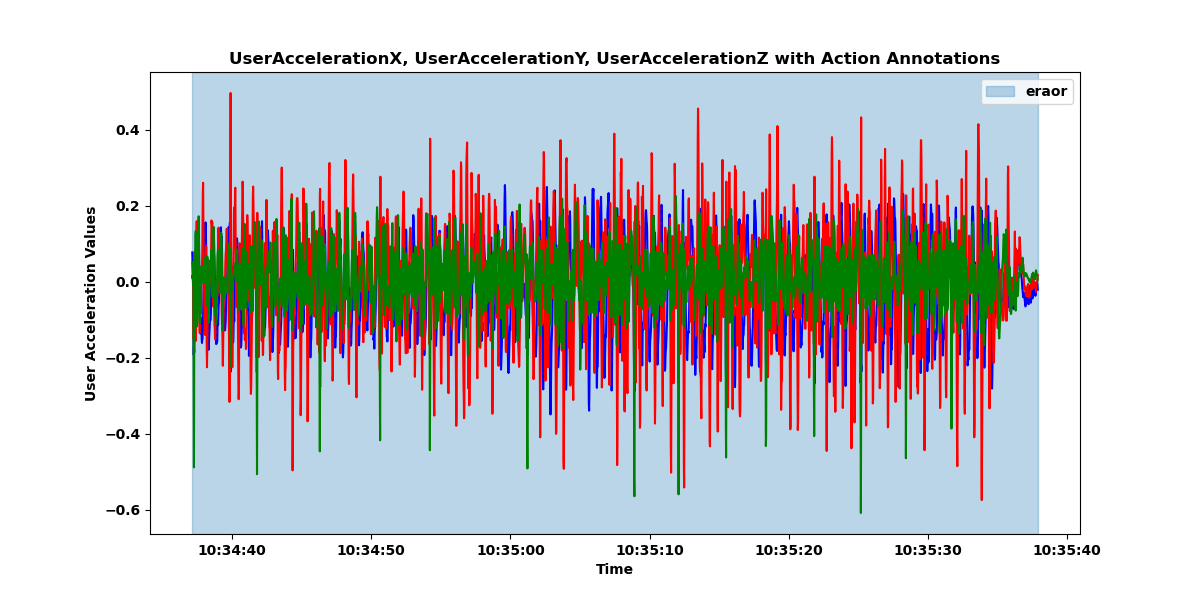 UserAccelerationX, UserAccelerationY, UserAccelerationZ with Action Annotations
eraor
User Acceleration Values
0.4
0.2
0.0
−0.2
−0.4
−0.6
10:34:40 10:34:50 10:35:00 10:35:10 10:35:20 10:35:30 10:35:40
Time